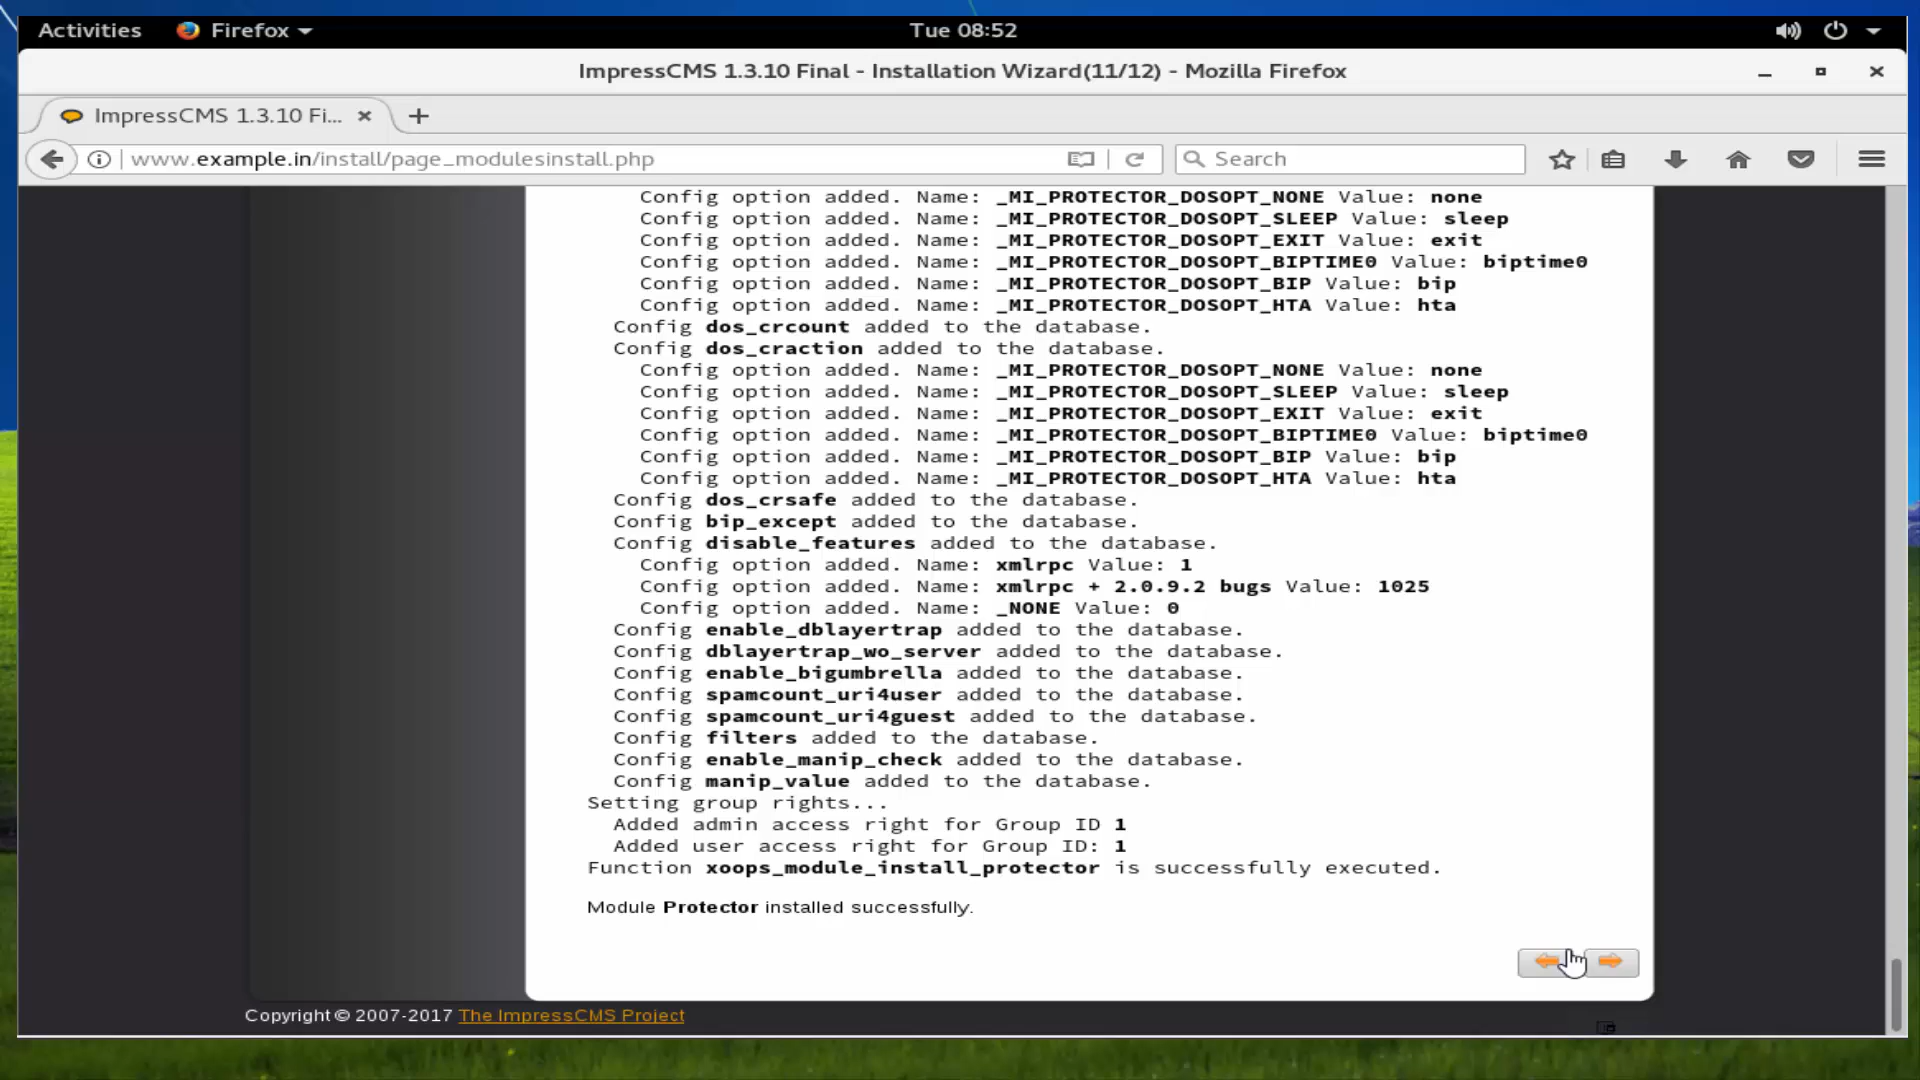 Activities Firefox Tue 08:52
ImpressCMS 1.3.10 Final - Installation Wizard(11/12) - Mozilla Firefox
ImpressCMS 1.3.10 Fi...
www.example.in/install/page_modulesinstall.php Search
Config option added. Name: _MI_PROTECTOR_DOSOPT_NONE Value: none
Config option added. Name: _MI_PROTECTOR_DOSOPT_SLEEP Value: sleep
Config option added. Name: _MI_PROTECTOR_DOSOPT_EXIT Value: exit
Config option added. Name: _MI_PROTECTOR_DOSOPT_BIPTIME0 Value: biptime0
Config option added. Name: _MI_PROTECTOR_DOSOPT_BIP Value: bip
Config option added. Name: _MI_PROTECTOR_DOSOPT_HTA Value: hta
Config dos_crcount added to the database.
Config dos_craction added to the database.
Config option added. Name: _MI_PROTECTOR_DOSOPT_NONE Value: none
Config option added. Name: _MI_PROTECTOR_DOSOPT_SLEEP Value: sleep
Config option added. Name: _MI_PROTECTOR_DOSOPT_EXIT Value: exit
Config option added. Name: _MI_PROTECTOR_DOSOPT_BIPTIME0 Value: biptime0
Config option added. Name: _MI_PROTECTOR_DOSOPT_BIP Value: bip
Config option added. Name: _MI_PROTECTOR_DOSOPT_HTA Value: hta
Config dos_crsafe added to the database.
Config bip_except added to the database.
Config disable_features added to the database.
Config option added. Name: xmlrpc Value: 1
Config option added. Name: xmlrpc + 2.0.9.2 bugs Value: 1025
Config option added. Name: _NONE Value: 0
Config enable_dblayertrap added to the database.
Config dblayertrap_wo_server added to the database.
Config enable_bigumbrella added to the database.
Config spamcount_uri4user added to the database.
Config spamcount_uri4guest added to the database.
Config filters added to the database.
Config enable_manip_check added to the database.
Config manip_value added to the database.
Setting group rights...
Added admin access right for Group ID 1
Added user access right for Group ID: 1
Function xoops_module_install_protector is successfully executed.
Module Protector installed successfully.
Copyright © 2007-2017 The ImpressCMS Project